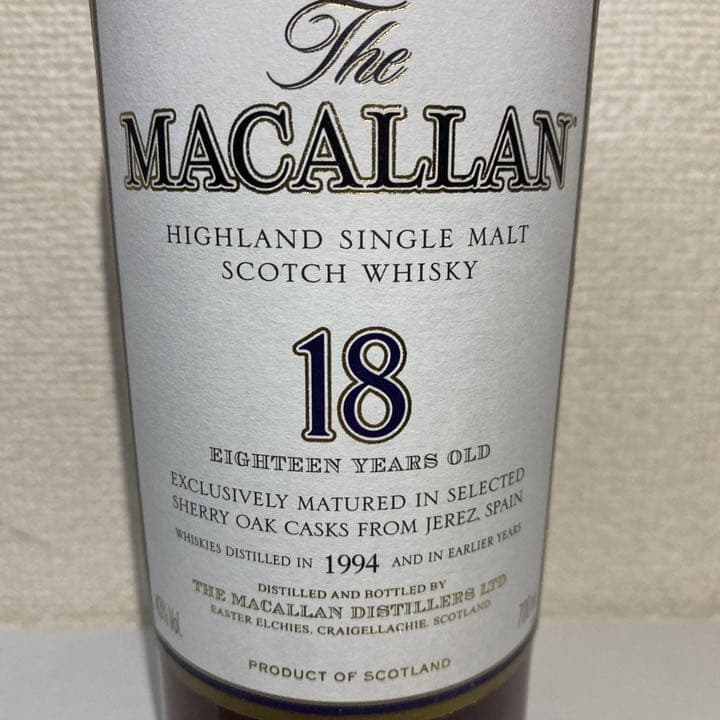 The
MACALLAN
HIGHLAND SINGLE MALT
SCOTCH WHISKY
18
EIGHTEEN YEARS OLD
EXCLUSIVELY MATURED IN SELECTED
SHERRY OAK CASKS FROM JEREZ, SPAIN
WHISKIES DISTILLED IN 1994 AND IN EARLIER YEARS
DISTILLED AND BOTTLED BY
THE MACALLAN DISTILLERS LTD
EASTER ELCHIES, CRAIGELLACHIE, SCOTLAND
PRODUCT OF SCOTLAND